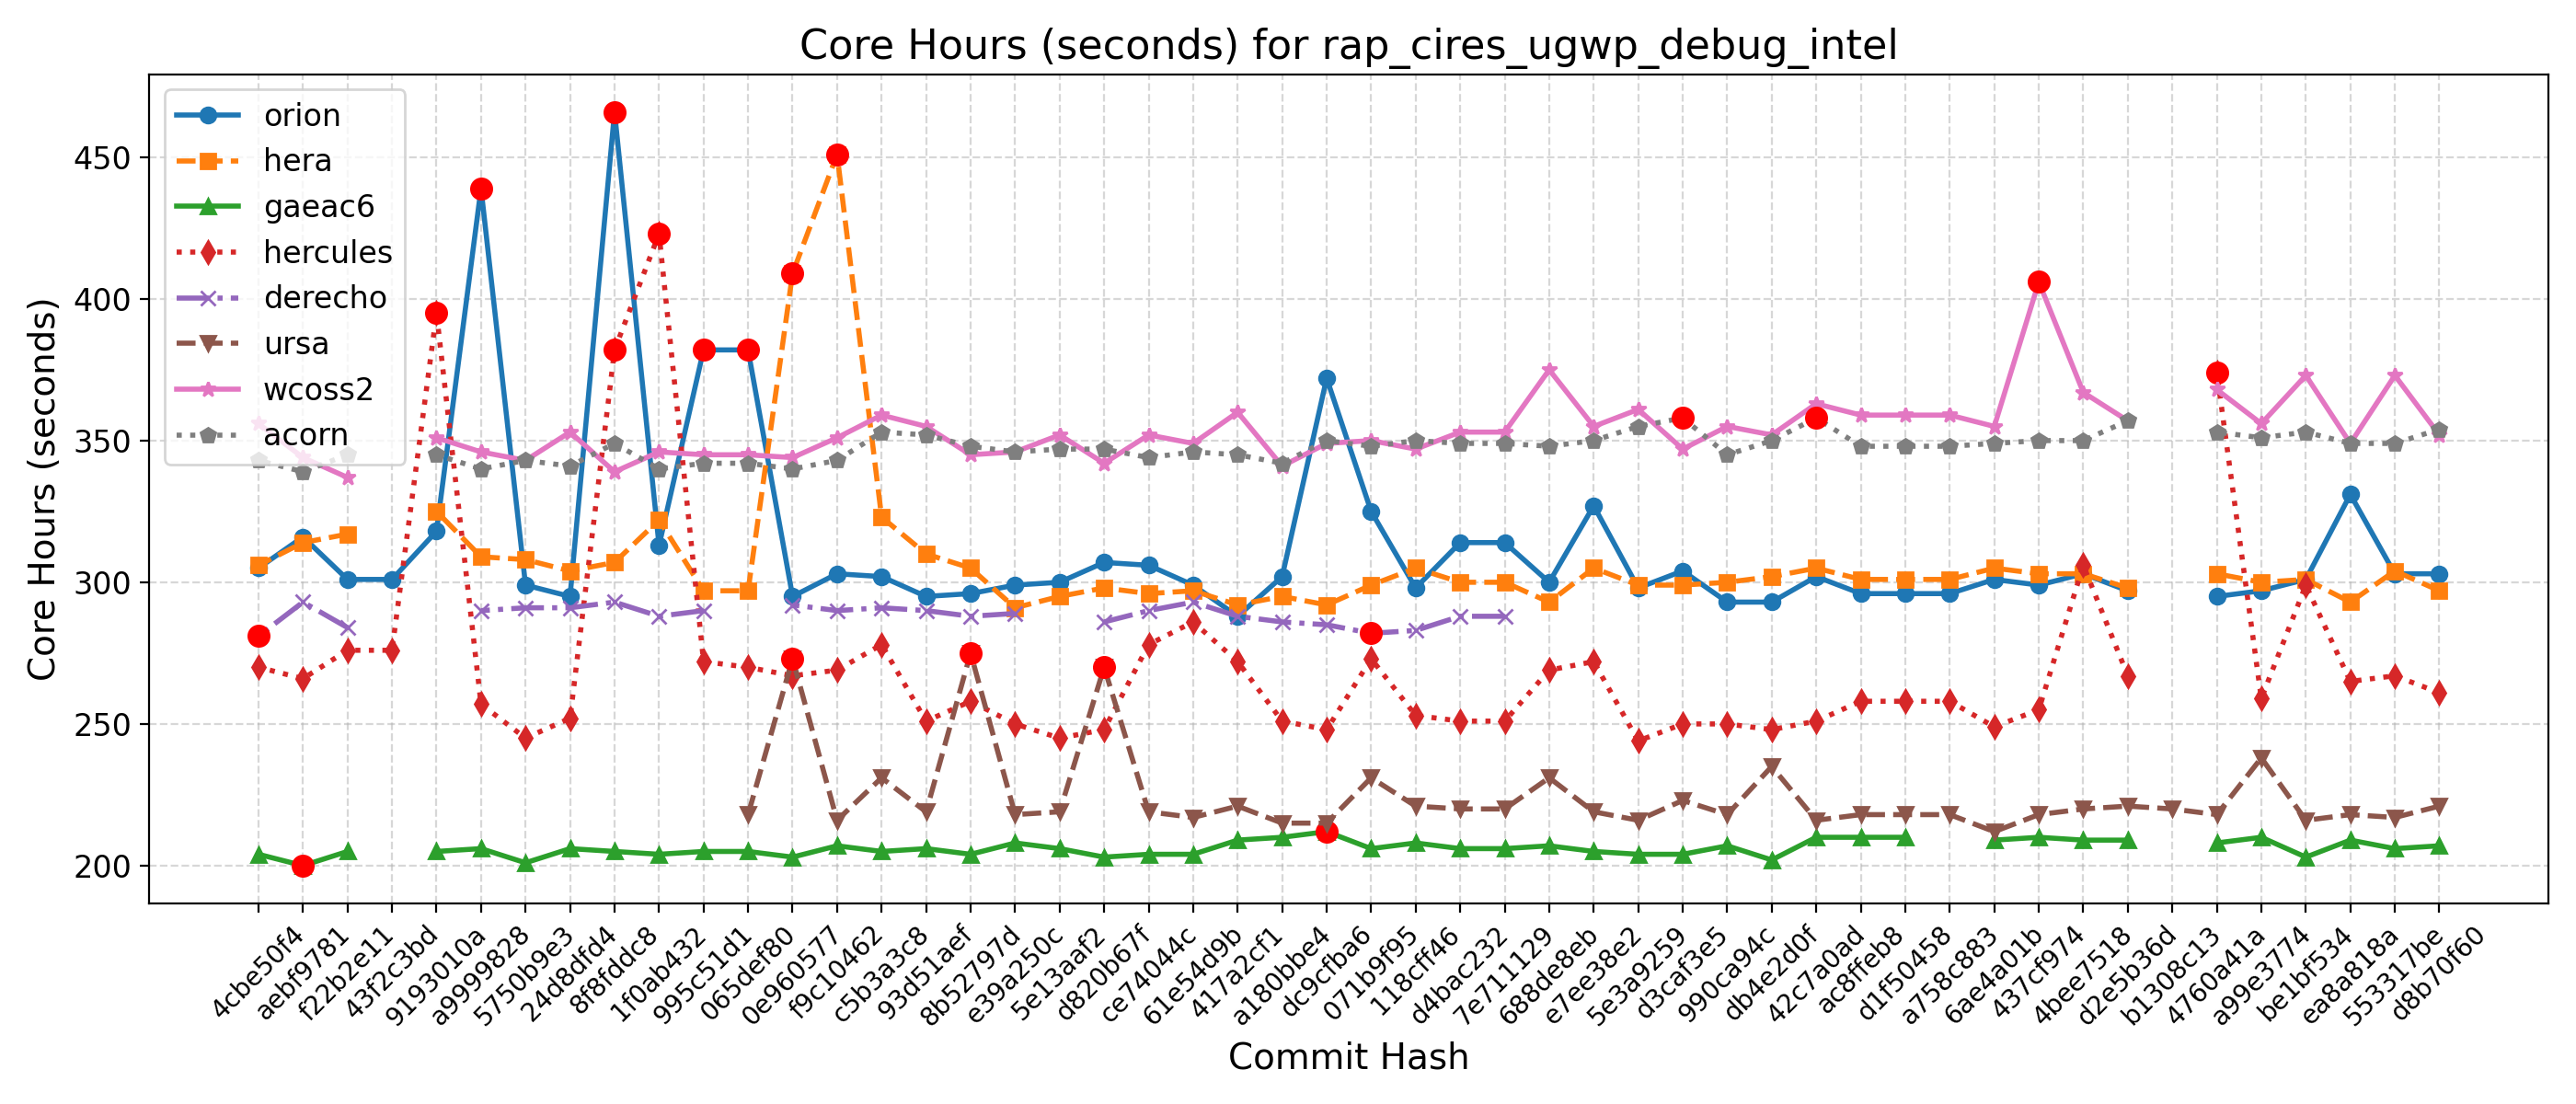 Core Hours (seconds) for rap_cires_ugwp_debug_intel
orion
hera
gaeac6
hercules
derecho
ursa
wcoss2
acorn
Core Hours (seconds)
450
400
350
300
250
200
4cbe50f4
aebf9781
f22b2e11
43f2c3bd
9193010a
a9999828
5750b9e3
24d8dfd4
8f8fddc8
1f0ab432
995c51d1
065def80
0e960577
f9c10462
c5b3a3c8
93d51aef
8b52797d
e39a250c
5e13aaf2
d820b67f
ce74044c
61e54d9b
417a2cf1
a180bbe4
dc9cfba6
071b9f95
118cff46
d4bac232
7e711129
688de8eb
e7ee38e2
5e3a9259
d3caf3e5
990ca94c
db4e2d0f
42c7a0ad
ac8ffeb8
d1f50458
a758c883
6ae4a01b
437cf974
4bee7518
d2e5b36d
b1308c13
4760a41a
a99e3774
be1bf534
ea8a818a
553317be
d8b70f60
Commit Hash